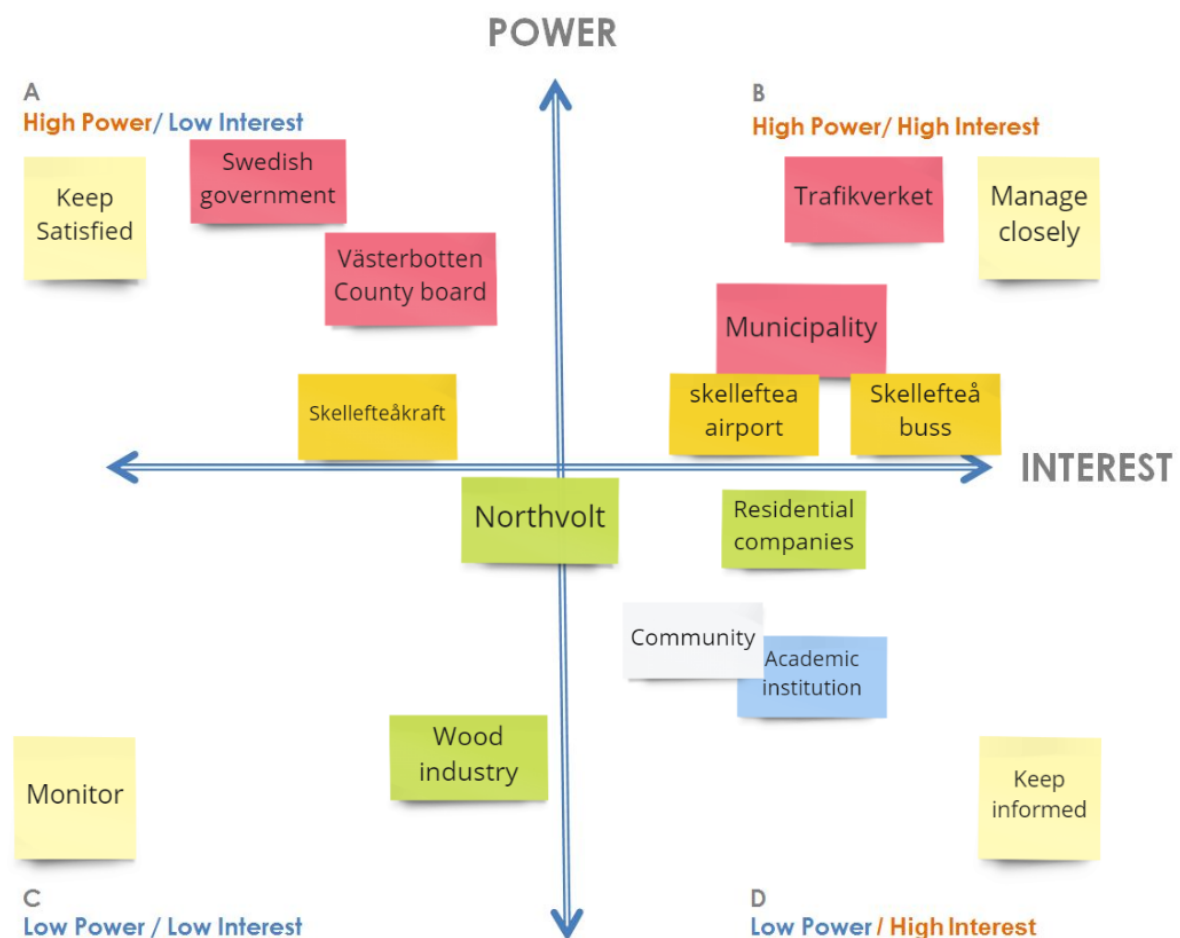 POWER
A
High Power/ Low Interest
B
High Power/ High Interest
Keep
Satisfied
Swedish
government
Trafikverket
Manage
closely
Västerbotten
County board
Municipality
Skellefteåkraft
skelleftea
airport
Skellefteå
buss
INTEREST
Northvolt
Residential
companies
Community
Academic
institution
Wood
industry
Monitor
Keep
informed
C
Low Power / Low Interest
D
Low Power / High Interest